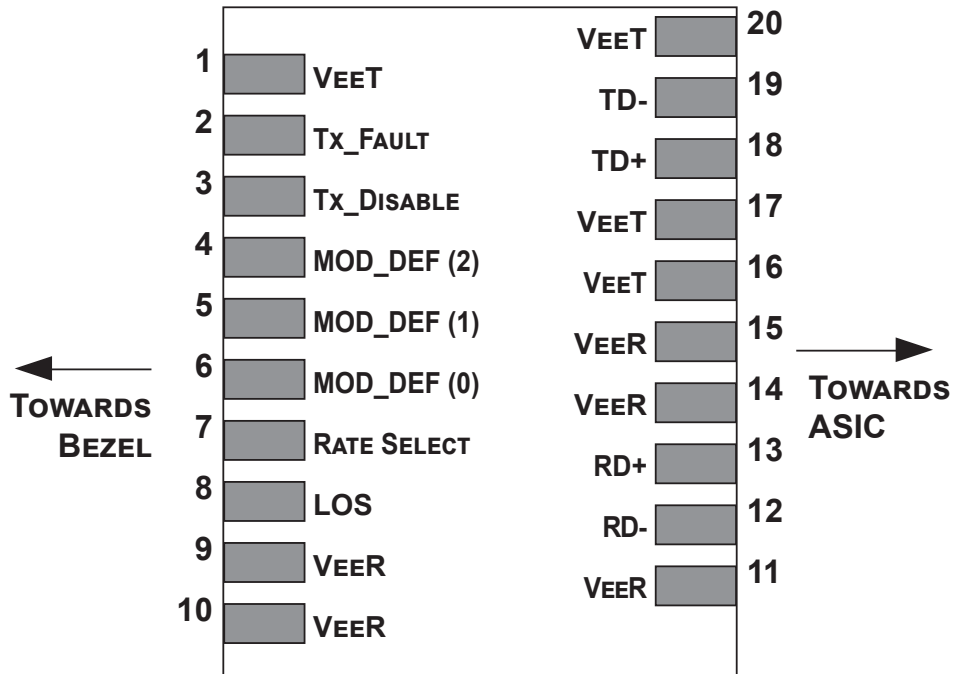 1 VEET
2 TX_FAULT
3 TX_DISABLE
4 MOD_DEF (2)
5 MOD_DEF (1)
6 MOD_DEF (0)
7 RATE SELECT
8 LOS
9 VEER
10 VEER
VEET 20
TD- 19
TD+ 18
VEET 17
VEET 16
VEER 15
VEER 14
RD+ 13
RD- 12
VEER 11
TOWARDS
BEZEL
TOWARDS
ASIC